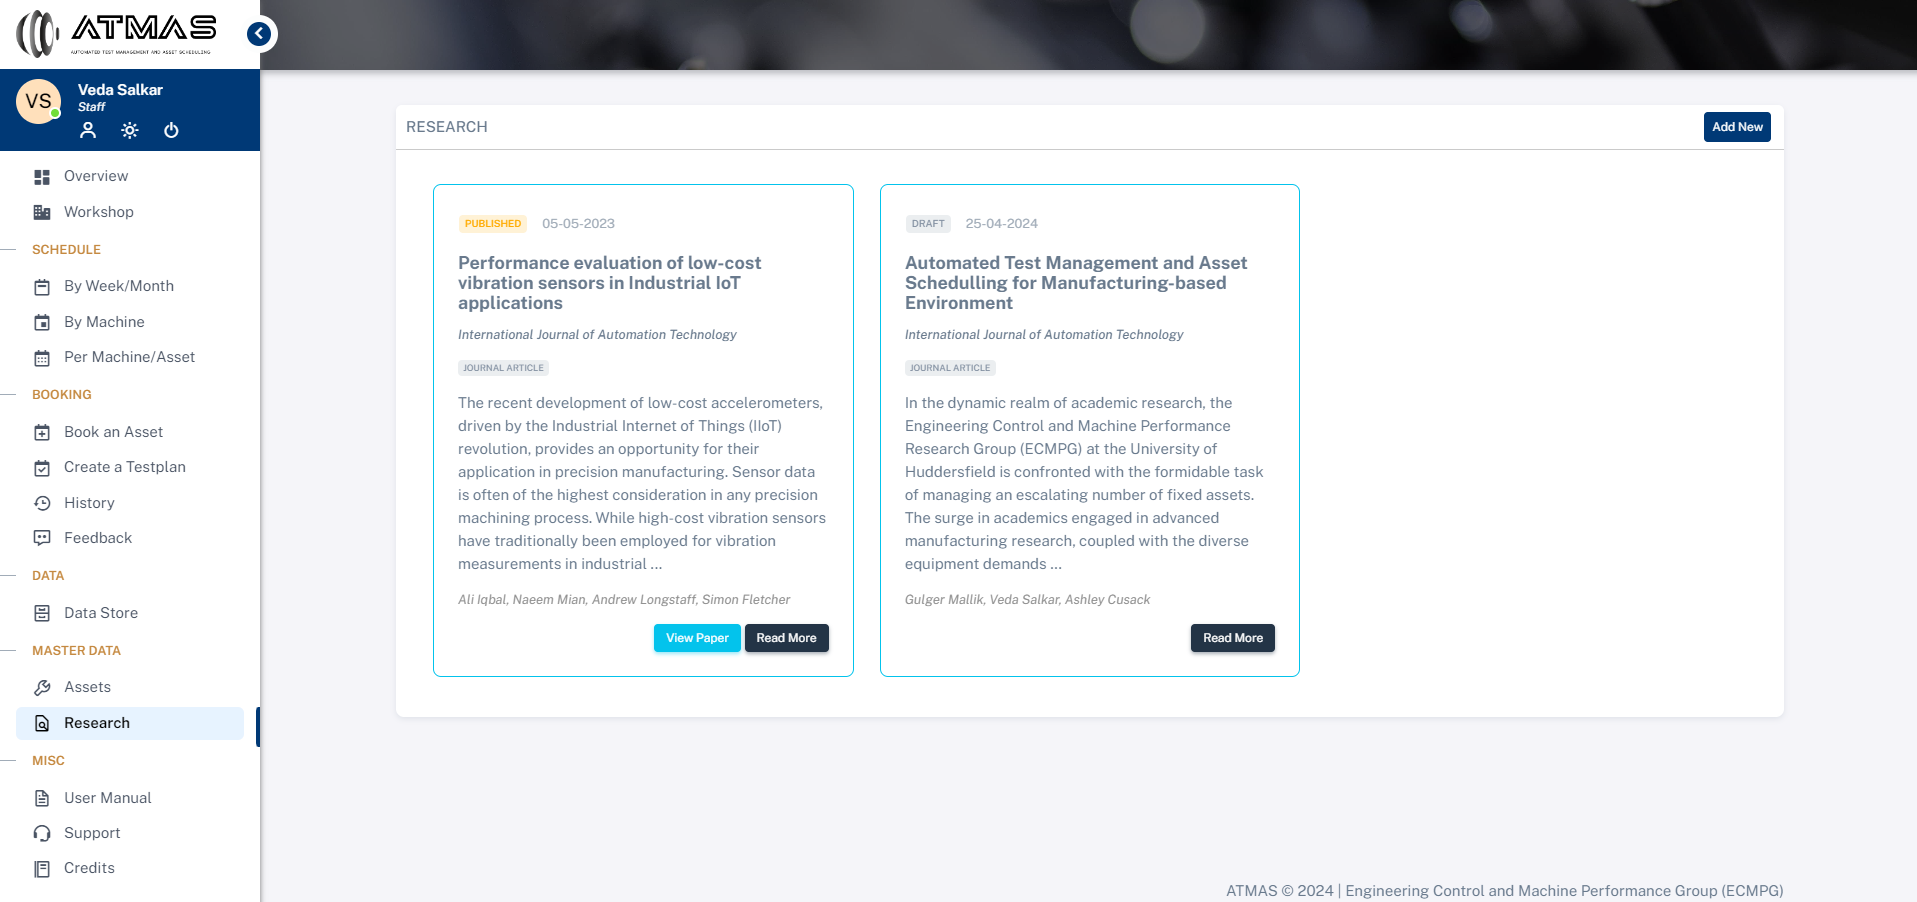 ATMAS
AUTOMATED TEST MANAGEMENT AND ASSET SCHEDULING
VS
Veda Salkar
Staff
Overview
Workshop
SCHEDULE
By Week/Month
By Machine
Per Machine/Asset
BOOKING
Book an Asset
Create a Testplan
History
Feedback
DATA
Data Store
MASTER DATA
Assets
Research
MISC
User Manual
Support
Credits
RESEARCH
Add New
PUBLISHED 05-05-2023
Performance evaluation of low-cost
vibration sensors in Industrial IoT
applications
International Journal of Automation Technology
JOURNAL ARTICLE
The recent development of low-cost accelerometers,
driven by the Industrial Internet of Things (IIoT)
revolution, provides an opportunity for their
application in precision manufacturing. Sensor data
is often of the highest consideration in any precision
machining process. While high-cost vibration sensors
have traditionally been employed for vibration
measurements in industrial ...
Ali Iqbal, Naeem Mian, Andrew Longstaff, Simon Fletcher
View Paper Read More
DRAFT 25-04-2024
Automated Test Management and Asset
Schedulling for Manufacturing-based
Environment
International Journal of Automation Technology
JOURNAL ARTICLE
In the dynamic realm of academic research, the
Engineering Control and Machine Performance
Research Group (ECMPG) at the University of
Huddersfield is confronted with the formidable task
of managing an escalating number of fixed assets.
The surge in academics engaged in advanced
manufacturing research, coupled with the diverse
equipment demands ...
Gulger Mallik, Veda Salkar, Ashley Cusack
Read More
ATMAS © 2024 | Engineering Control and Machine Performance Group (ECMPG)